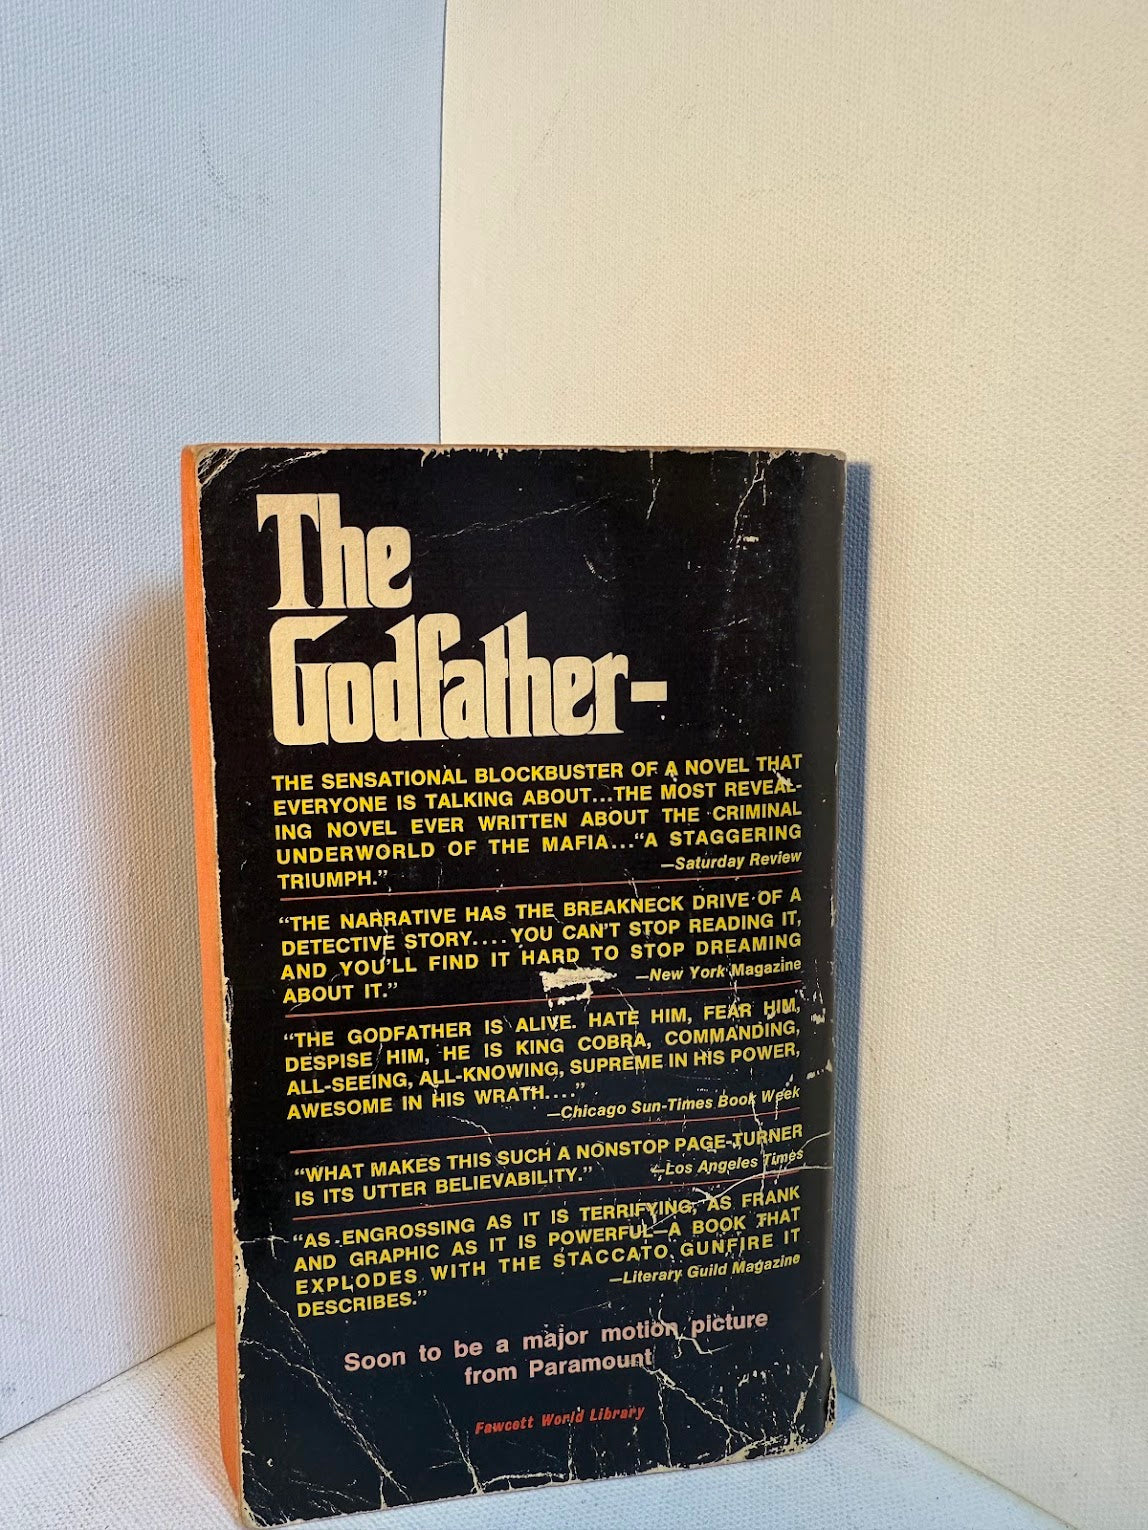 The
Godfather-
THE SENSATIONAL BLOCKBUSTER OF A NOVEL THAT
EVERYONE IS TALKING ABOUT...THE MOST REVEAL-
ING NOVEL EVER WRITTEN ABOUT THE CRIMINAL
UNDERWORLD OF THE MAFIA..."A STAGGERING
TRIUMPH." —Saturday Review
"THE NARRATIVE HAS THE BREAKNECK DRIVE OF A
DETECTIVE STORY....YOU CAN'T STOP READING IT,
AND YOU'LL FIND IT HARD TO STOP DREAMING
ABOUT IT." —New York Magazine
"THE GODFATHER IS ALIVE. HATE HIM, FEAR HIM,
DESPISE HIM, HE IS KING COBRA, COMMANDING,
ALL-SEEING, ALL-KNOWING, SUPREME IN HIS POWER,
AWESOME IN HIS WRATH...."
—Chicago Sun-Times Book Week
"WHAT MAKES THIS SUCH A NONSTOP PAGE-TURNER
IS ITS UTTER BELIEVABILITY." —Los Angeles Times
"AS ENGROSSING AS IT IS TERRIFYING, AS FRANK
AND GRAPHIC AS IT IS POWERFUL—A BOOK THAT
EXPLODES WITH THE STACCATO GUNFIRE IT
DESCRIBES." —Literary Guild Magazine
Soon to be a major motion picture
from Paramount
Fawcett World Library